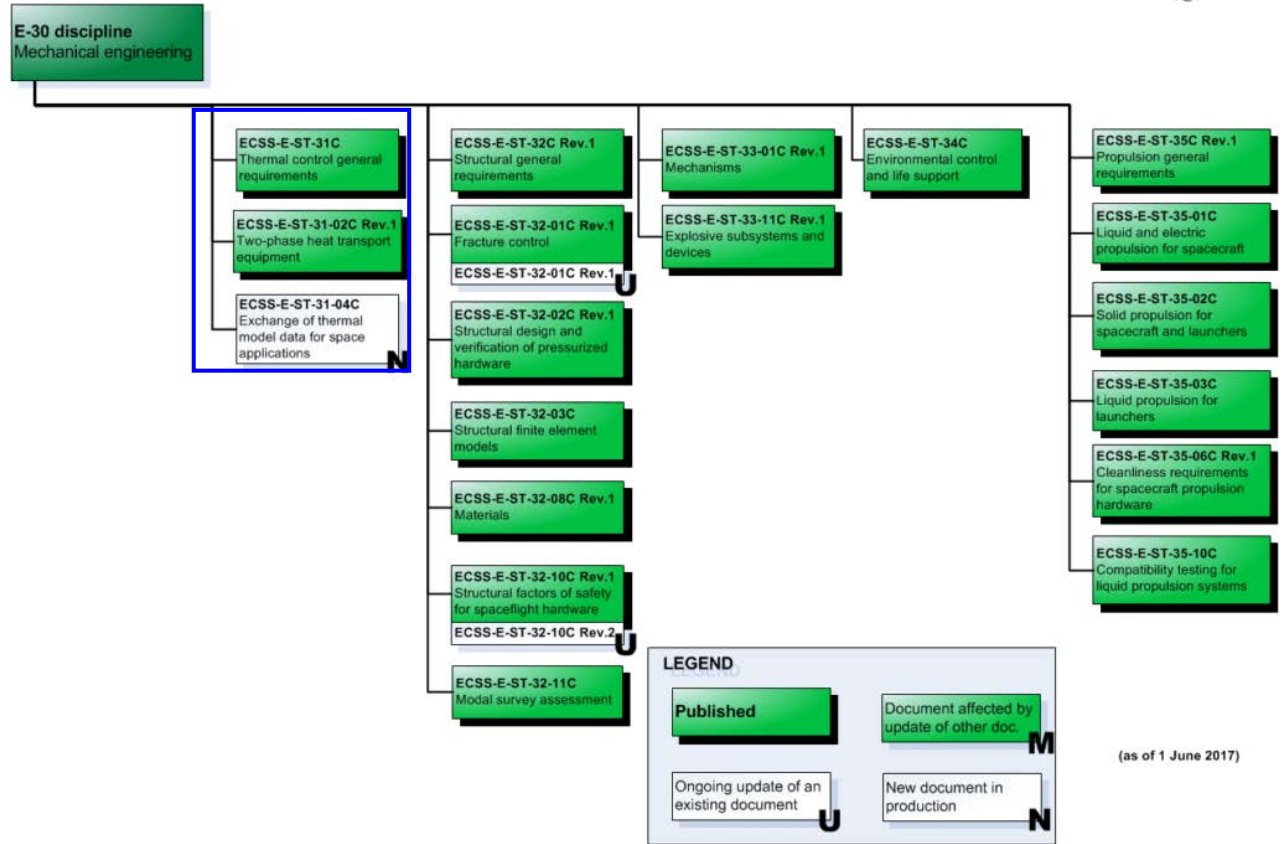 E-30 discipline
Mechanical engineering
ECSS-E-ST-31C
Thermal control general
requirements
ECSS-E-ST-31-02C Rev.1
Two-phase heat transport
equipment
ECSS-E-ST-31-04C
Exchange of thermal
model data for space
applications
N
ECSS-E-ST-32C Rev.1
Structural general
requirements
ECSS-E-ST-32-01C Rev.1
Fracture control
ECSS-E-ST-32-01C Rev.1
U
ECSS-E-ST-32-02C Rev.1
Structural design and
verification of pressurized
hardware
ECSS-E-ST-32-03C
Structural finite element
models
ECSS-E-ST-32-08C Rev.1
Materials
ECSS-E-ST-32-10C Rev.1
Structural factors of safety
for spaceflight hardware
ECSS-E-ST-32-10C Rev.2
U
ECSS-E-ST-32-11C
Modal survey assessment
ECSS-E-ST-33-01C Rev.1
Mechanisms
ECSS-E-ST-33-11C Rev.1
Explosive subsystems and
devices
ECSS-E-ST-34C
Environmental control
and life support
ECSS-E-ST-35C Rev.1
Propulsion general
requirements
ECSS-E-ST-35-01C
Liquid and electric
propulsion for spacecraft
ECSS-E-ST-35-02C
Solid propulsion for
spacecraft and launchers
ECSS-E-ST-35-03C
Liquid propulsion for
launchers
ECSS-E-ST-35-06C Rev.1
Cleanliness requirements
for spacecraft propulsion
hardware
ECSS-E-ST-35-10C
Compatibility testing for
liquid propulsion systems
LEGEND
Published
Document affected by
update of other doc.
M
Ongoing update of an
existing document
U
New document in
production
N
(as of 1 June 2017)